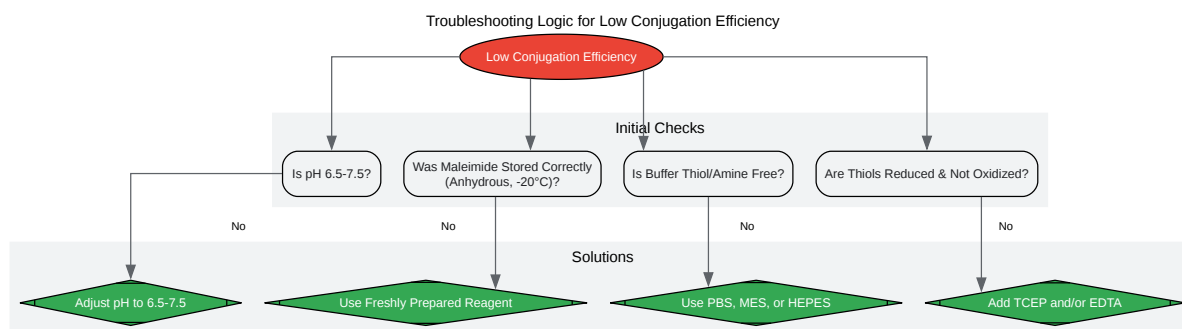 Troubleshooting Logic for Low Conjugation Efficiency
Low Conjugation Efficiency
Initial Checks
Is pH 6.5-7.5?
Was Maleimide Stored Correctly
(Anhydrous, -20°C)?
Is Buffer Thiol/Amine Free?
Are Thiols Reduced & Not Oxidized?
No
No
No
No
Solutions
Adjust pH to 6.5-7.5
Use Freshly Prepared Reagent
Use PBS, MES, or HEPES
Add TCEP and/or EDTA